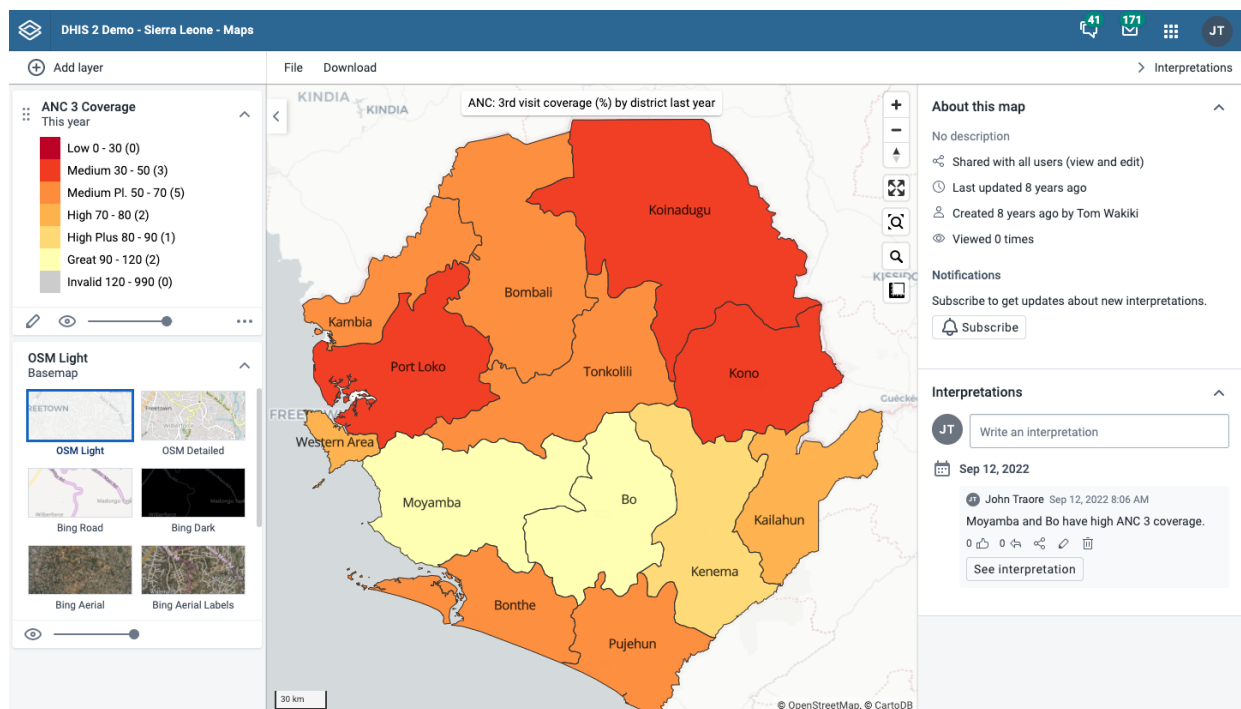 DHIS 2 Demo - Sierra Leone - Maps
41
171
JT
Add layer
File Download
Interpretations
ANC 3 Coverage
This year
Low 0 - 30 (0)
Medium 30 - 50 (3)
Medium Pl. 50 - 70 (5)
High 70 - 80 (2)
High Plus 80 - 90 (1)
Great 90 - 120 (2)
Invalid 120 - 990 (0)
OSM Light
Basemap
REETOWN
Freetown
OSM Light
OSM Detailed
Bing Road
Bing Dark
Bing Aerial
Bing Aerial Labels
KINDIA
KINDIA
ANC: 3rd visit coverage (%) by district last year
Koinadugu
KISSIDO
Bombali
Kambia
Port Loko
Tonkolili
Kono
Guécké
FREETOWN
Western Area
Moyamba
Bo
Kailahun
Kenema
Bonthe
Pujehun
30 km
© OpenStreetMap, © CartoDB
About this map
No description
Shared with all users (view and edit)
Last updated 8 years ago
Created 8 years ago by Tom Wakiki
Viewed 0 times
Notifications
Subscribe to get updates about new interpretations.
Subscribe
Interpretations
JT
Write an interpretation
Sep 12, 2022
JT John Traore Sep 12, 2022 8:06 AM
Moyamba and Bo have high ANC 3 coverage.
0 0
See interpretation